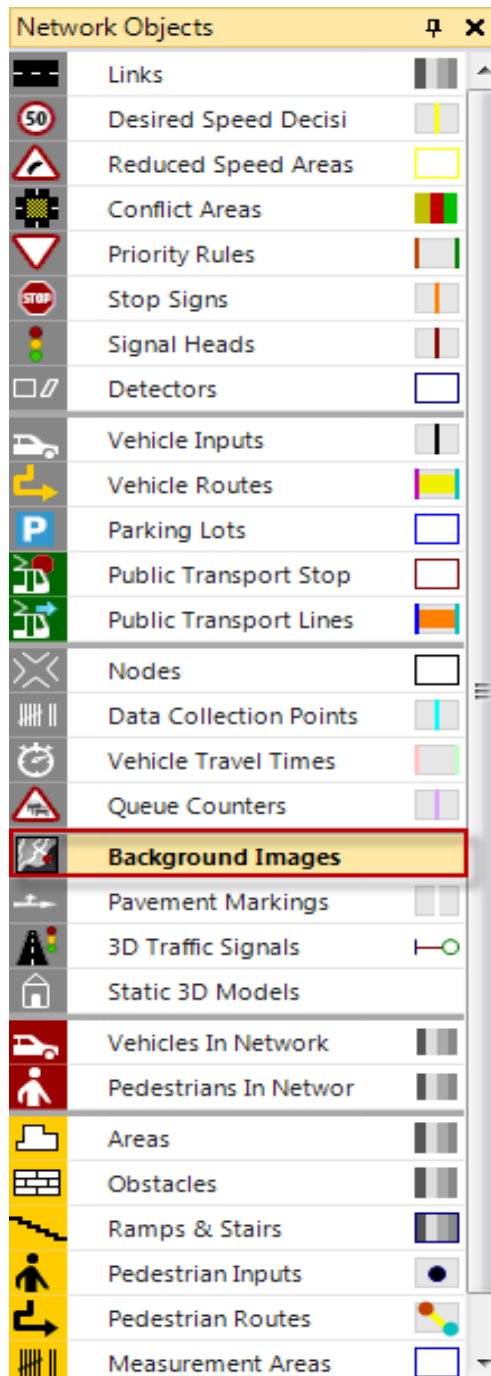 Network Objects
Links
50 Desired Speed Decisi
Reduced Speed Areas
Conflict Areas
Priority Rules
STOP Stop Signs
Signal Heads
Detectors
Vehicle Inputs
Vehicle Routes
P Parking Lots
Public Transport Stop
Public Transport Lines
Nodes
Data Collection Points
Vehicle Travel Times
Queue Counters
Background Images
Pavement Markings
3D Traffic Signals
Static 3D Models
Vehicles In Network
Pedestrians In Networ
Areas
Obstacles
Ramps & Stairs
Pedestrian Inputs
Pedestrian Routes
Measurement Areas